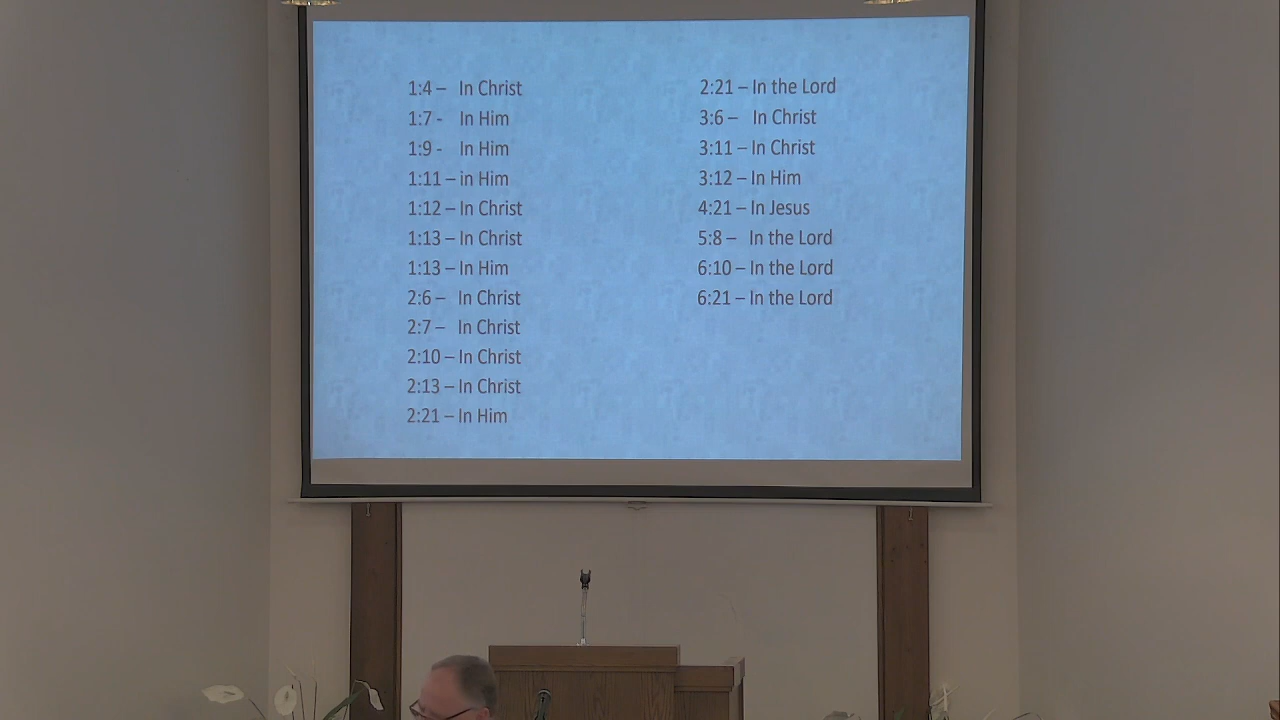 1:4 – In Christ
1:7 - In Him
1:9 - In Him
1:11 – in Him
1:12 – In Christ
1:13 – In Christ
1:13 – In Him
2:6 – In Christ
2:7 – In Christ
2:10 – In Christ
2:13 – In Christ
2:21 – In Him
2:21 – In the Lord
3:6 – In Christ
3:11 – In Christ
3:12 – In Him
4:21 – In Jesus
5:8 – In the Lord
6:10 – In the Lord
6:21 – In the Lord